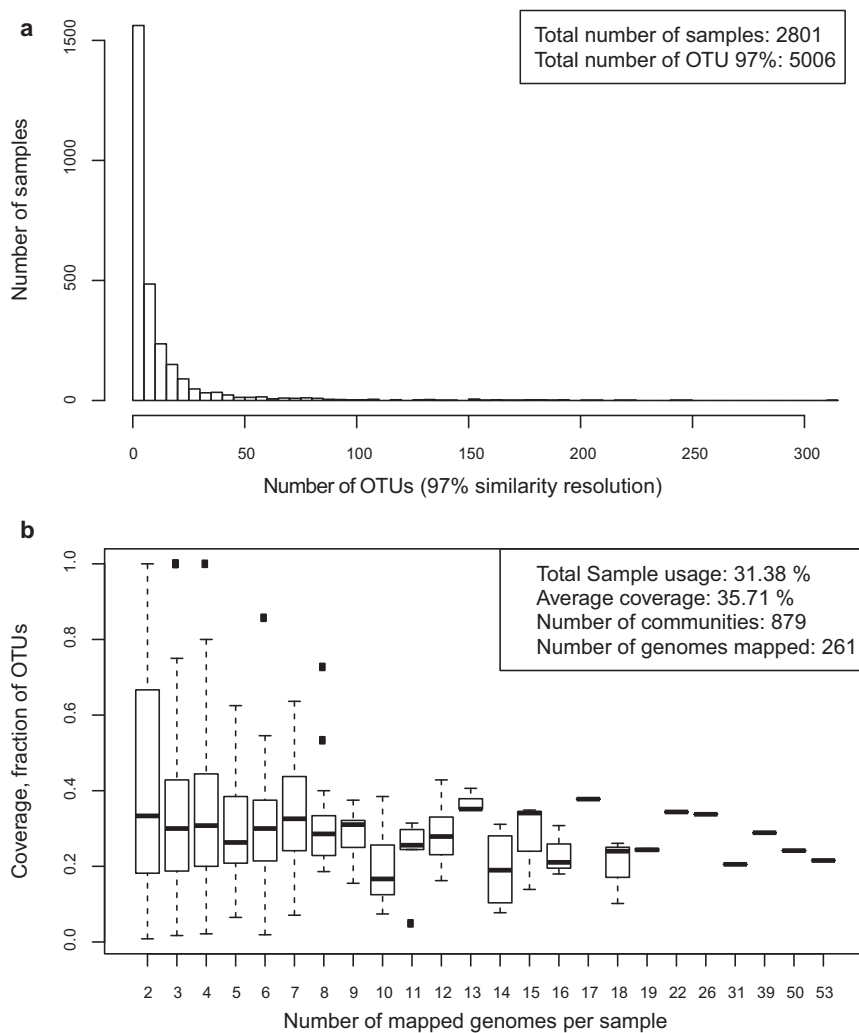 a
Total number of samples: 2801
Total number of OTU 97%: 5006
Number of samples
1500
1000
500
0
0 50 100 150 200 250 300
Number of OTUs (97% similarity resolution)
b
Total Sample usage: 31.38 %
Average coverage: 35.71 %
Number of communities: 879
Number of genomes mapped: 261
Coverage, fraction of OTUs
1.0
0.8
0.6
0.4
0.2
0.0
2 3 4 5 6 7 8 9 10 11 12 13 14 15 16 17 18 19 22 26 31 39 50 53
Number of mapped genomes per sample